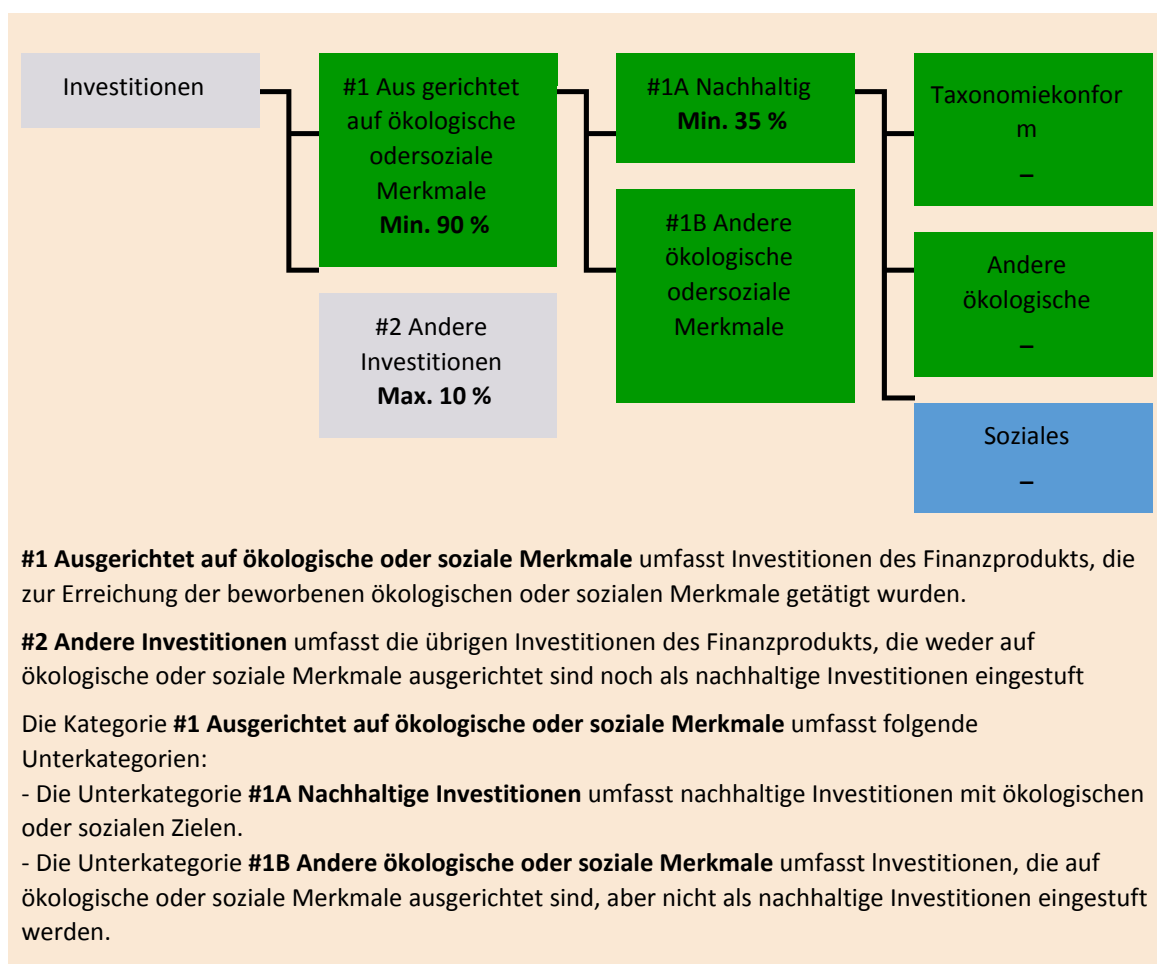 Investitionen
#1 Aus gerichtet
auf ökologische
odersoziale
Merkmale
Min. 90 %
#2 Andere
Investitionen
Max. 10 %
#1A Nachhaltig
Min. 35 %
#1B Andere
ökologische
odersoziale
Merkmale
Taxonomiekonfor
m
–
Andere
ökologische
–
Soziales
–
#1 Ausgerichtet auf ökologische oder soziale Merkmale umfasst Investitionen des Finanzprodukts, die
zur Erreichung der beworbenen ökologischen oder sozialen Merkmale getätigt wurden.
#2 Andere Investitionen umfasst die übrigen Investitionen des Finanzprodukts, die weder auf
ökologische oder soziale Merkmale ausgerichtet sind noch als nachhaltige Investitionen eingestuft
Die Kategorie #1 Ausgerichtet auf ökologische oder soziale Merkmale umfasst folgende
Unterkategorien:
- Die Unterkategorie #1A Nachhaltige Investitionen umfasst nachhaltige Investitionen mit ökologischen
oder sozialen Zielen.
- Die Unterkategorie #1B Andere ökologische oder soziale Merkmale umfasst lnvestitionen, die auf
ökologische oder soziale Merkmale ausgerichtet sind, aber nicht als nachhaltige Investitionen eingestuft
werden.